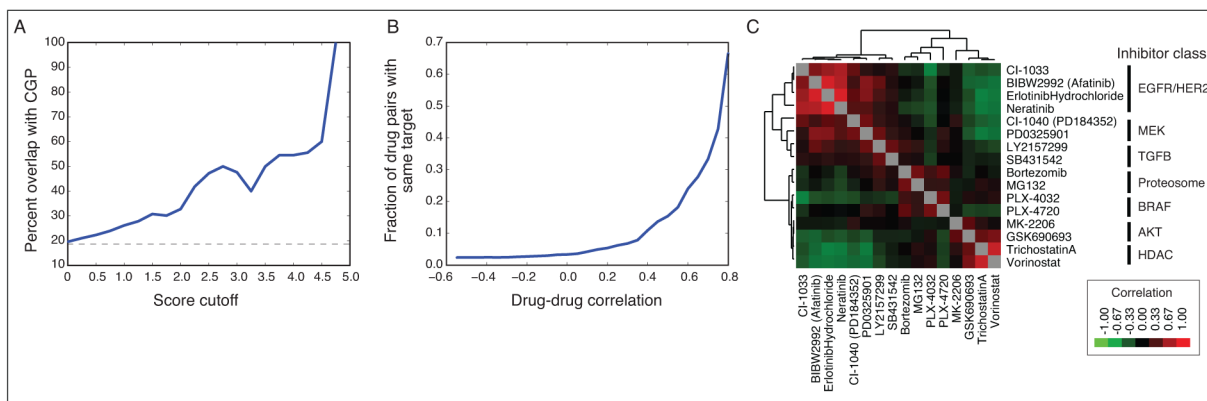 A
Percent overlap with CGP
100
90
80
70
60
50
40
30
20
10
0 0.5 1.0 1.5 2.0 2.5 3.0 3.5 4.0 4.5 5.0
Score cutoff
B
Fraction of drug pairs with
same target
0.7
0.6
0.5
0.4
0.3
0.2
0.1
0
−0.6 −0.4 −0.2 0.0 0.2 0.4 0.6 0.8
Drug-drug correlation
C
Inhibitor class
CI-1033
BIBW2992 (Afatinib)
ErlotinibHydrochloride
Neratinib
CI-1040 (PD184352)
PD0325901
LY2157299
SB431542
Bortezomib
MG132
PLX-4032
PLX-4720
MK-2206
GSK690693
TrichostatinA
Vorinostat
EGFR/HER2
MEK
TGFB
Proteosome
BRAF
AKT
HDAC
CI-1033
BIBW2992 (Afatinib)
ErlotinibHydrochloride
Neratinib
CI-1040 (PD184352)
PD0325901
LY2157299
SB431542
Bortezomib
MG132
PLX-4032
PLX-4720
MK-2206
GSK690693
TrichostatinA
Vorinostat
Correlation
-1.00
-0.67
-0.33
0.00
0.33
0.67
1.00